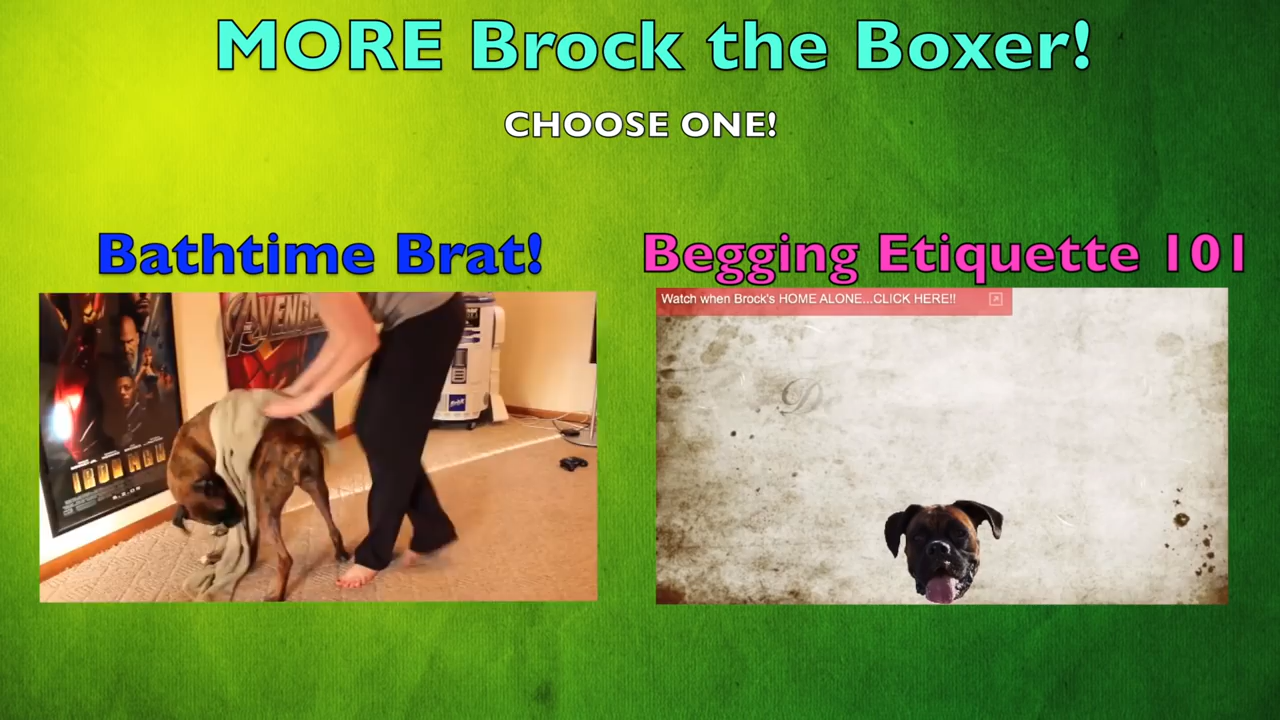 MORE Brock the Boxer!
CHOOSE ONE!
Bathtime Brat!
Begging Etiquette 101
Watch when Brock's HOME ALONE...CLICK HERE!!
AVENGERS
IRON MAN
D